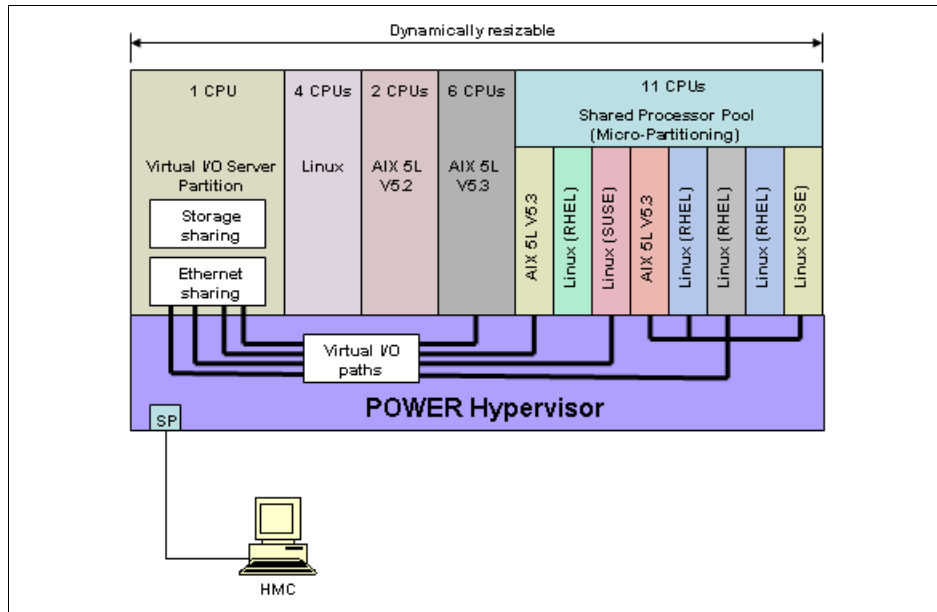 Dynamically resizable
1 CPU
4 CPUs
2 CPUs
6 CPUs
11 CPUs
Shared Processor Pool
(Micro-Partitioning)
Virtual I/O Server
Partition
Linux
AIX 5L
V5.2
AIX 5L
V5.3
Storage
sharing
Ethernet
sharing
AIX 5L V5.3
Linux (RHEL)
Linux (SUSE)
AIX 5L V5.3
Linux (RHEL)
Linux (RHEL)
Linux (RHEL)
Linux (SUSE)
Virtual I/O
paths
POWER Hypervisor
SP
HMC